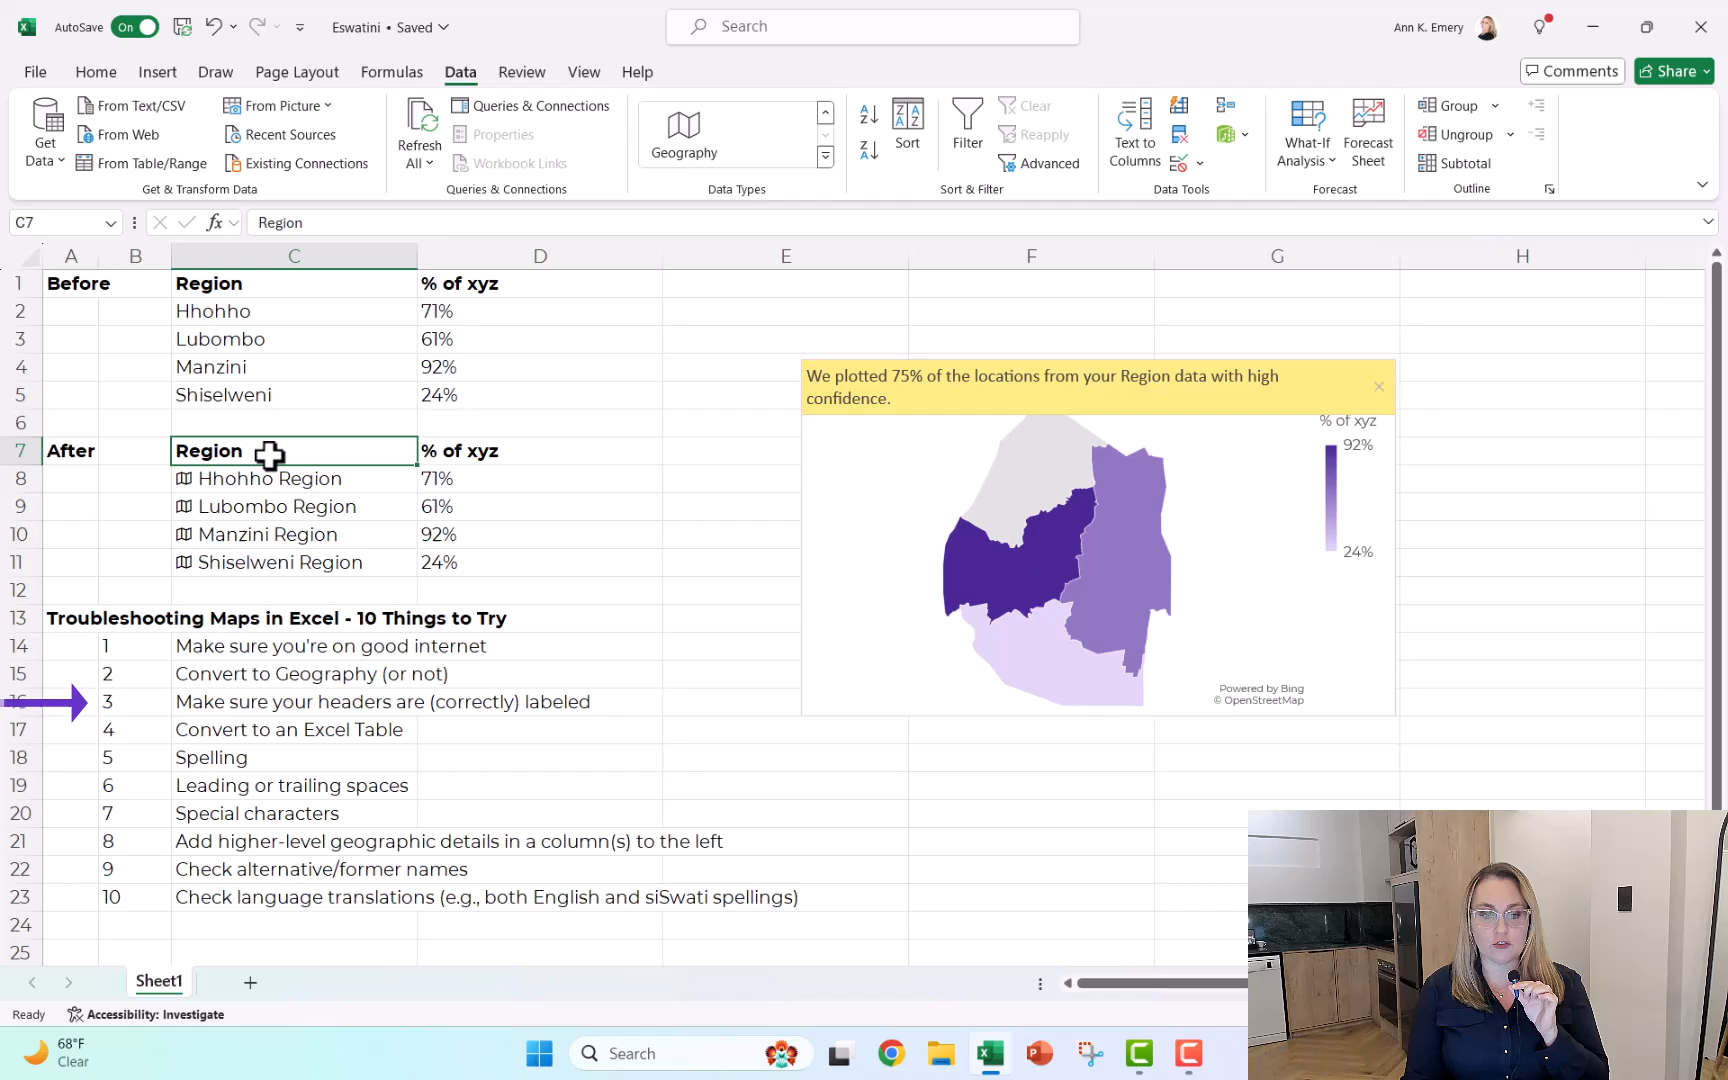 AutoSave On Eswatini • Saved Search Ann K. Emery
File Home Insert Draw Page Layout Formulas Data Review View Help Comments Share
Get Data
From Text/CSV
From Web
From Table/Range
From Picture
Recent Sources
Existing Connections
Get & Transform Data
Refresh All
Queries & Connections
Properties
Workbook Links
Queries & Connections
Geography
Data Types
Sort
Filter
Clear
Reapply
Advanced
Sort & Filter
Text to Columns
Data Tools
What-If Analysis
Forecast Sheet
Forecast
Group
Ungroup
Subtotal
Outline
C7 fx Region
A B C D E F G H
1 Before Region % of xyz
2 Hhohho 71%
3 Lubombo 61%
4 Manzini 92%
5 Shiselweni 24%
6
7 After Region % of xyz
8 Hhohho Region 71%
9 Lubombo Region 61%
10 Manzini Region 92%
11 Shiselweni Region 24%
12
13 Troubleshooting Maps in Excel - 10 Things to Try
14 1 Make sure you're on good internet
15 2 Convert to Geography (or not)
16 3 Make sure your headers are (correctly) labeled
17 4 Convert to an Excel Table
18 5 Spelling
19 6 Leading or trailing spaces
20 7 Special characters
21 8 Add higher-level geographic details in a column(s) to the left
22 9 Check alternative/former names
23 10 Check language translations (e.g., both English and siSwati spellings)
24
25
We plotted 75% of the locations from your Region data with high
confidence.
% of xyz
92%
24%
Powered by Bing
© OpenStreetMap
Sheet1
Ready Accessibility: Investigate
68°F
Clear
Search